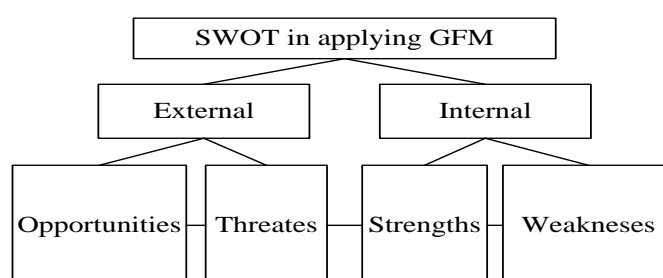 SWOT in applying GFM
External
Internal
Opportunities
Threates
Strengths
Weakneses